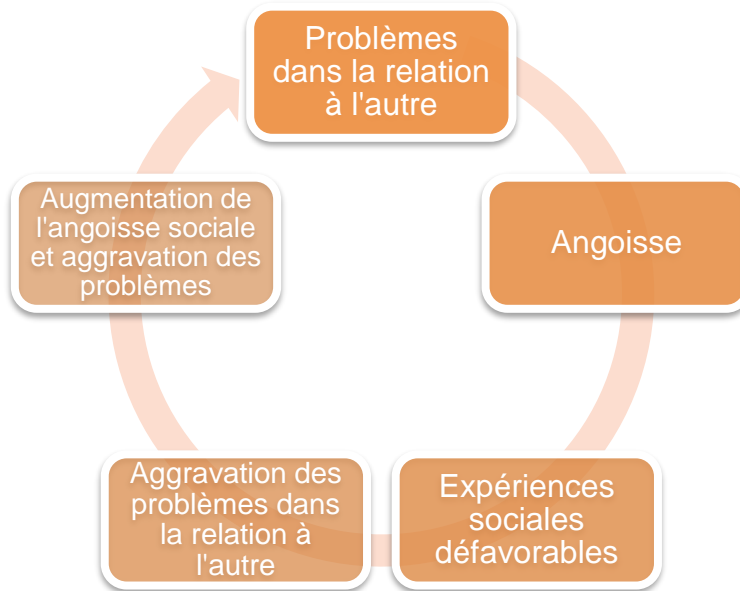 Problèmes
dans la relation
à l'autre
Angoisse
Expériences
sociales
défavorables
Aggravation des
problèmes dans
la relation à
l'autre
Augmentation de
l'angoisse sociale
et aggravation des
problèmes